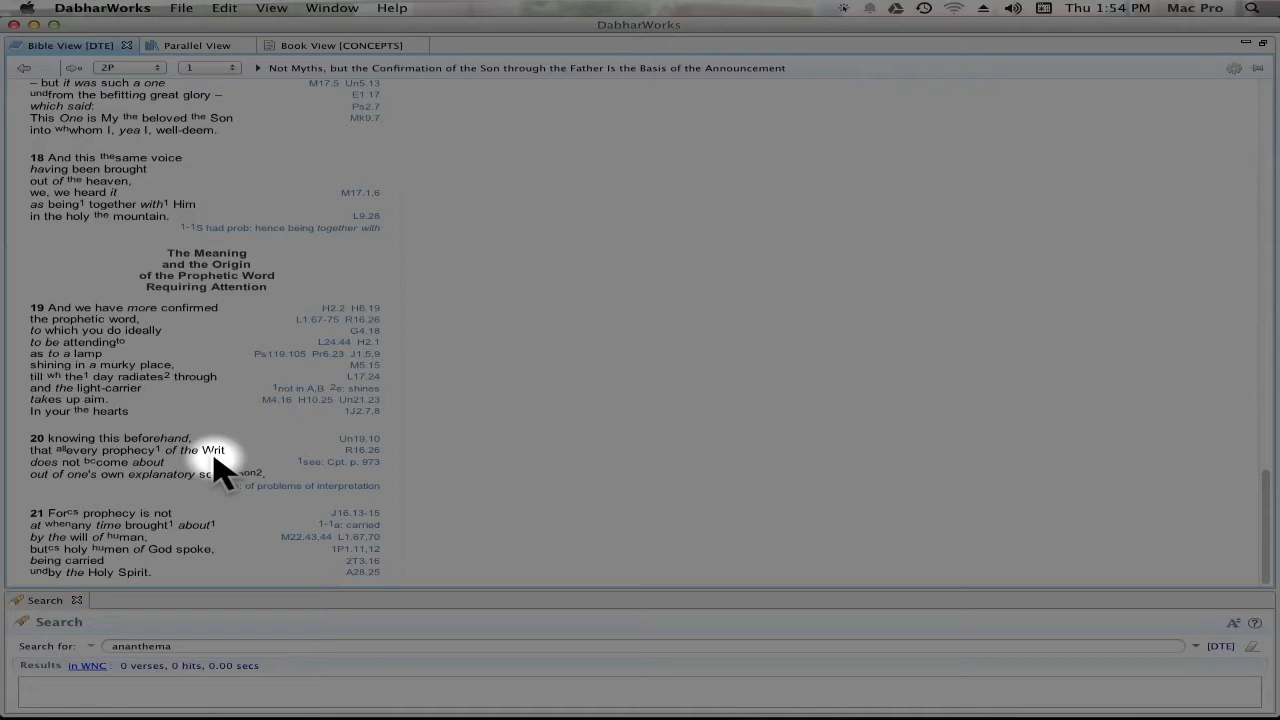 DabharWorks File Edit View Window Help Thu 1:54 PM Mac Pro
DabharWorks
Bible View [DTE] Parallel View Book View [CONCEPTS]
2P 1 Not Myths, but the Confirmation of the Son through the Father Is the Basis of the Announcement
– but it was such a one M17.5 Un5.13
undfrom the befitting great glory – E1.17
which said: Ps2.7
This One is My the beloved the Son Mk9.7
into whwhom I, yea I, well-deem.
18 And this thesame voice
having been brought
out of the heaven,
we, we heard it M17.1,6
as being1 together with1 Him
in the holy the mountain. L9.28
1-1S had prob: hence being together with
The Meaning
and the Origin
of the Prophetic Word
Requiring Attention
19 And we have more confirmed H2.2 H6.19
the prophetic word, L1.67-75 R16.26
to which you do ideally G4.18
to be attendingto L24.44 H2.1
as to a lamp Ps119.105 Pr6.23 J1.5,9
shining in a murky place, M5.15
till wh the1 day radiates2 through L17.24
and the light-carrier 1not in A,B 2e: shines
takes up aim. M4.16 H10.25 Un21.23
In your the hearts 1J2.7,8
20 knowing this beforehand, Un19.10
that allevery prophecy1 of the Writ R16.26
does not bccome about 1see: Cpt. p. 973
out of one's own explanatory
of problems of interpretation
21 Forcs prophecy is not J16.13-15
at whenany time brought1 about1 1-1a: carried
by the will of human, M22.43,44 L1.67,70
butcs holy humen of God spoke, 1P1.11,12
being carried 2T3.16
undby the Holy Spirit. A28.25
Search
Search
Search for: ananthema [DTE]
Results in WNC: 0 verses, 0 hits, 0.00 secs